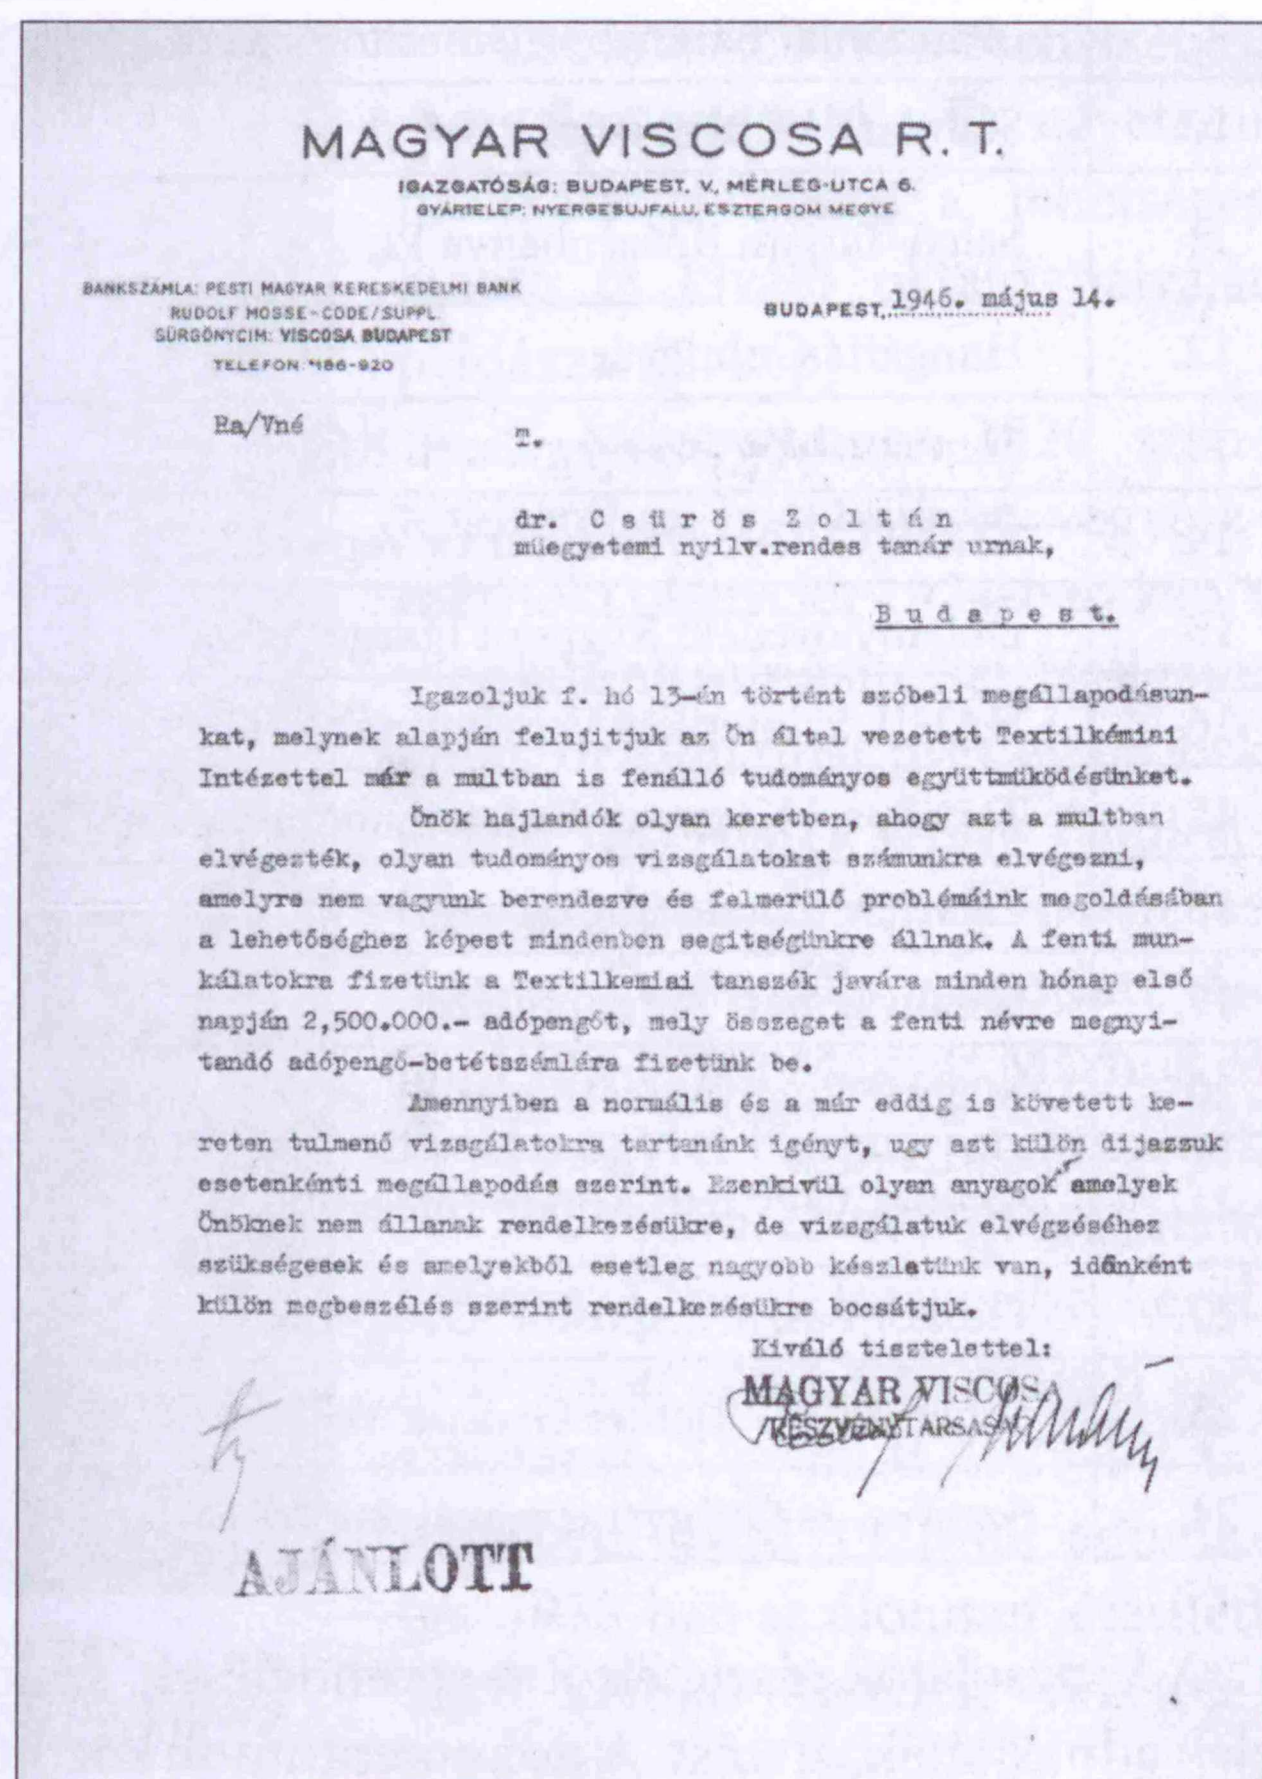 MAGYAR VISCOSA R. T.
IGAZGATÓSÁG: BUDAPEST, V., MÉRLEG-UTCA 6.
GYÁRTELEP: NYERGESUJFALU, ESZTERGOM MEGYE
BANKSZÁMLA: PESTI MAGYAR KERESKEDELMI BANK
RUDOLF MOSSE-CODE/SUPPL.
SÜRGÖNYCIM: VISCOSA BUDAPEST
TELEFON: *186-920
BUDAPEST, 1946. május 14.
Ra/Vné
m.
dr. Csürös Zoltán
müegyetemi nyilv.rendes tanár urnak,
Budapest.
Igazoljuk f. hó 13-án történt szóbeli megállapodásun-
kat, melynek alapján felujitjuk az Ön által vezetett Textilkémiai
Intézettel már a multban is fenálló tudományos együttmüködésünket.
Önök hajlandók olyan keretben, ahogy azt a multban
elvégezték, olyan tudományos vizsgálatokat számunkra elvégezni,
amelyre nem vagyunk berendezve és felmerülő problémáink megoldásában
a lehetőséghez képest mindenben segitségünkre állnak. A fenti mun-
kálatokra fizetünk a Textilkemiai tanszék javára minden hónap első
napján 2,500.000.- adópengőt, mely összeget a fenti névre megnyi-
tandó adópengő-betétszámlára fizetünk be.
Amennyiben a normális és a már eddig is követett ke-
reten tulmenő vizsgálatokra tartanánk igényt, ugy azt külön dijazzuk
esetenkénti megállapodás szerint. Ezenkivül olyan anyagok amelyek
Önöknek nem állanak rendelkezésükre, de vizsgálatuk elvégzéséhez
szükségesek és amelyekből esetleg nagyobb készletünk van, időnként
külön megbeszélés szerint rendelkezésükre bocsátjuk.
Kiváló tisztelettel:
MAGYAR VISCOSA
RÉSZVÉNYTARSASÁG
AJÁNLOTT